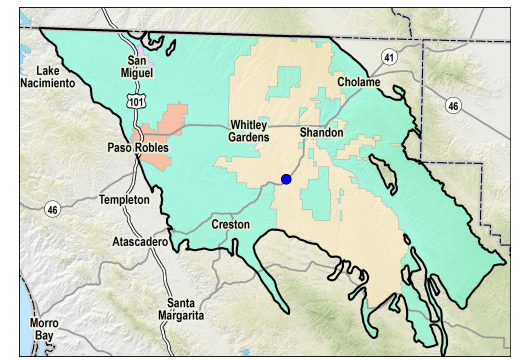 41
San
Miguel
Lake
Nacimiento
Cholame
101
46
Whitley
Gardens
Shandon
Paso Robles
Templeton
46
Creston
Atascadero
Santa
Margarita
Morro
Bay